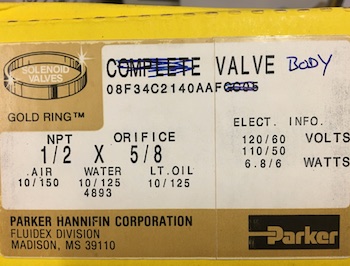 SOLENOID
VALVES
GOLD RING™
COMPLETE VALVE BODY
08F34C2140AAF
NPT ORIFICE
1/2 X 5/8
AIR WATER LT.OIL
10/150 10/125 10/125
4893
ELECT. INFO.
120/60 VOLTS
110/50
6.8/6 WATTS
PARKER HANNIFIN CORPORATION
FLUIDEX DIVISION
MADISON, MS 39110
Parker